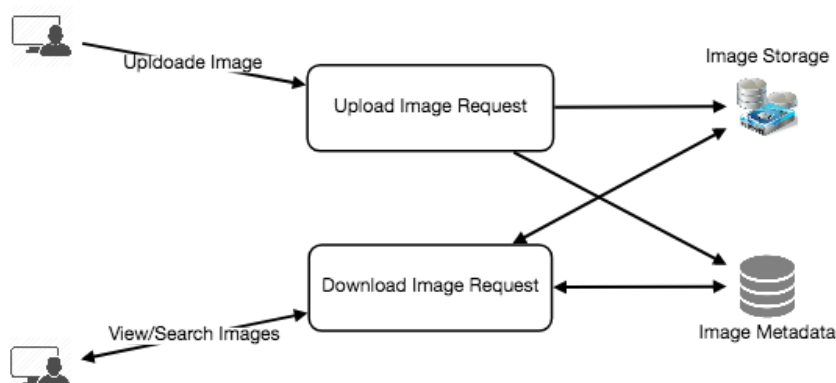 Upldoade Image
Image Storage
Upload Image Request
Download Image Request
View/Search Images
Image Metadata